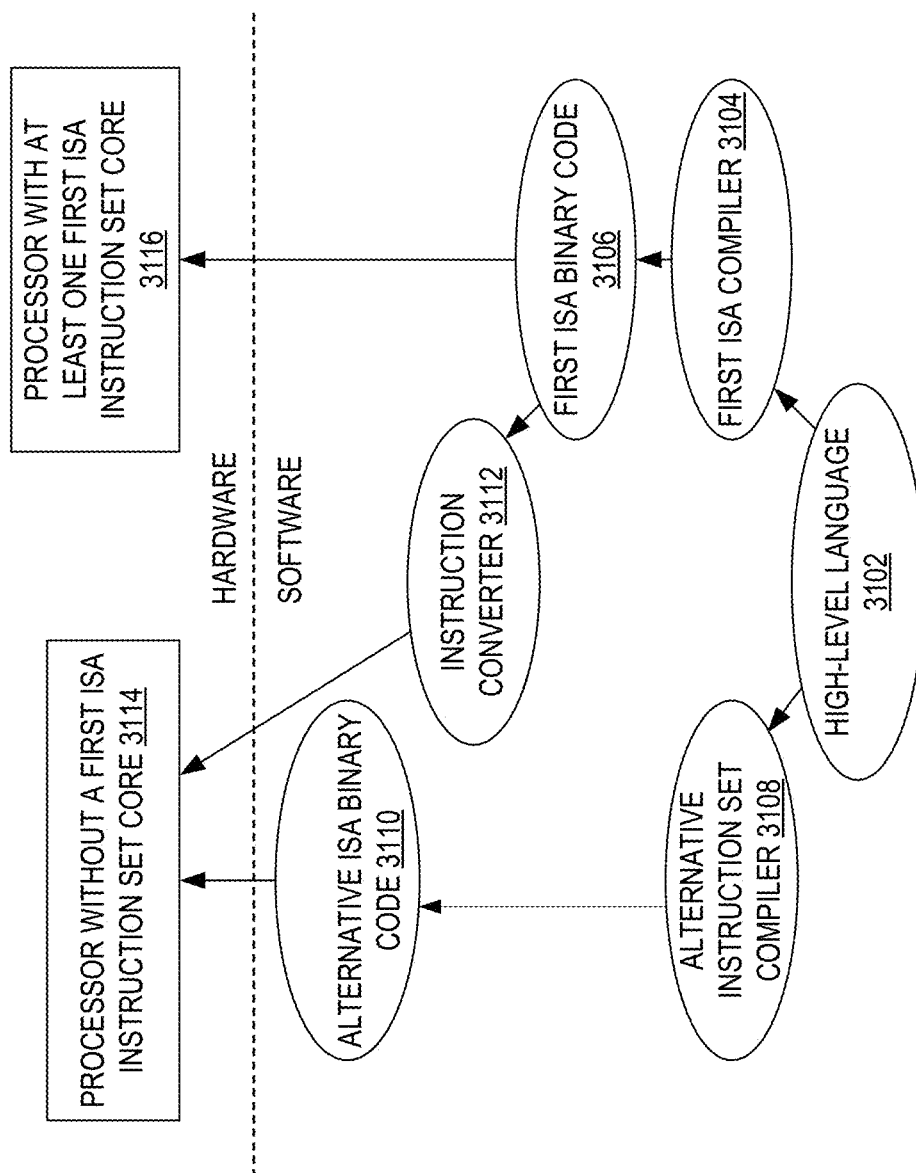 PROCESSOR WITHOUT A FIRST ISA
INSTRUCTION SET CORE 3114
PROCESSOR WITH AT
LEAST ONE FIRST ISA
INSTRUCTION SET CORE
3116
HARDWARE
SOFTWARE
ALTERNATIVE ISA BINARY
CODE 3110
INSTRUCTION
CONVERTER 3112
FIRST ISA BINARY CODE
3106
ALTERNATIVE
INSTRUCTION SET
COMPILER 3108
FIRST ISA COMPILER 3104
HIGH-LEVEL LANGUAGE
3102